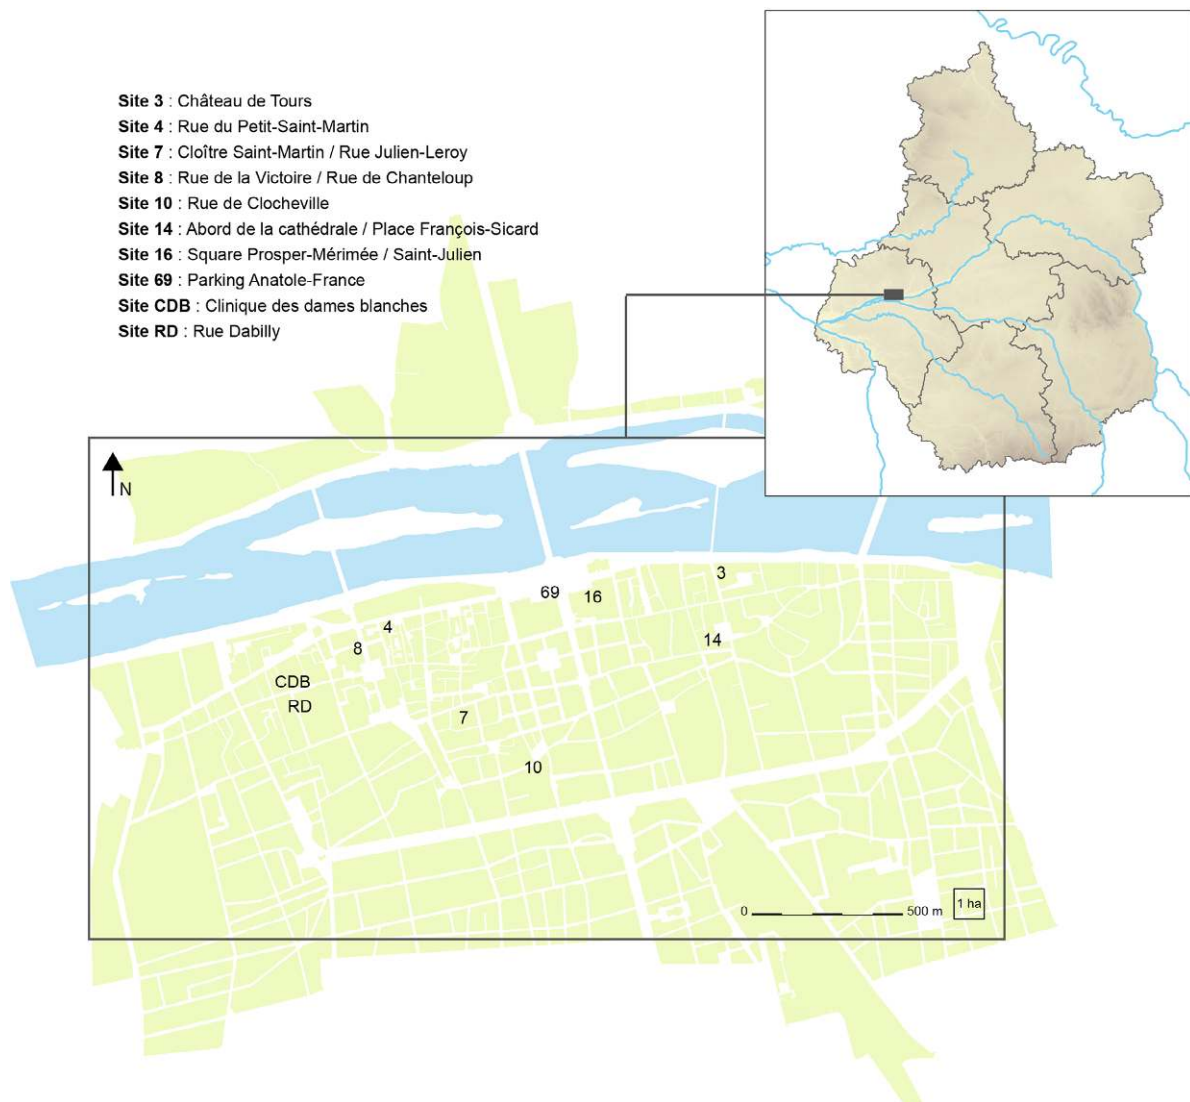 Site 3 : Château de Tours
Site 4 : Rue du Petit-Saint-Martin
Site 7 : Cloître Saint-Martin / Rue Julien-Leroy
Site 8 : Rue de la Victoire / Rue de Chanteloup
Site 10 : Rue de Clocheville
Site 14 : Abord de la cathédrale / Place François-Sicard
Site 16 : Square Prosper-Mérimée / Saint-Julien
Site 69 : Parking Anatole-France
Site CDB : Clinique des dames blanches
Site RD : Rue Dabilly
N
3
69
16
4
14
8
CDB
RD
7
10
0 500 m
1 ha